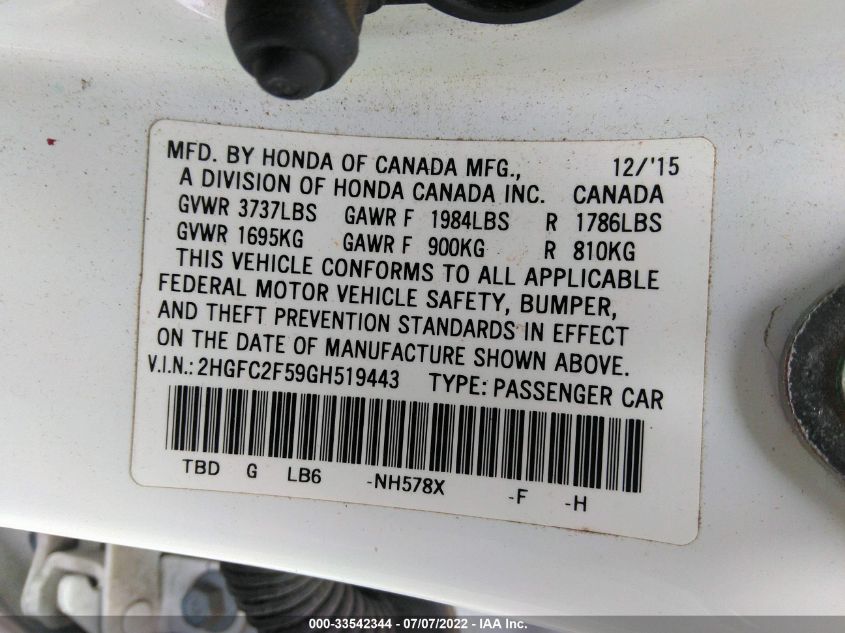 MFD. BY HONDA OF CANADA MFG., 12/'15
A DIVISION OF HONDA CANADA INC. CANADA
GVWR 3737LBS GAWR F 1984LBS R 1786LBS
GVWR 1695KG GAWR F 900KG R 810KG
THIS VEHICLE CONFORMS TO ALL APPLICABLE
FEDERAL MOTOR VEHICLE SAFETY, BUMPER,
AND THEFT PREVENTION STANDARDS IN EFFECT
ON THE DATE OF MANUFACTURE SHOWN ABOVE.
V.I.N.: 2HGFC2F59GH519443 TYPE: PASSENGER CAR
TBD G LB6 -NH578X -F -H
000-33542344 - 07/07/2022 - IAA Inc.